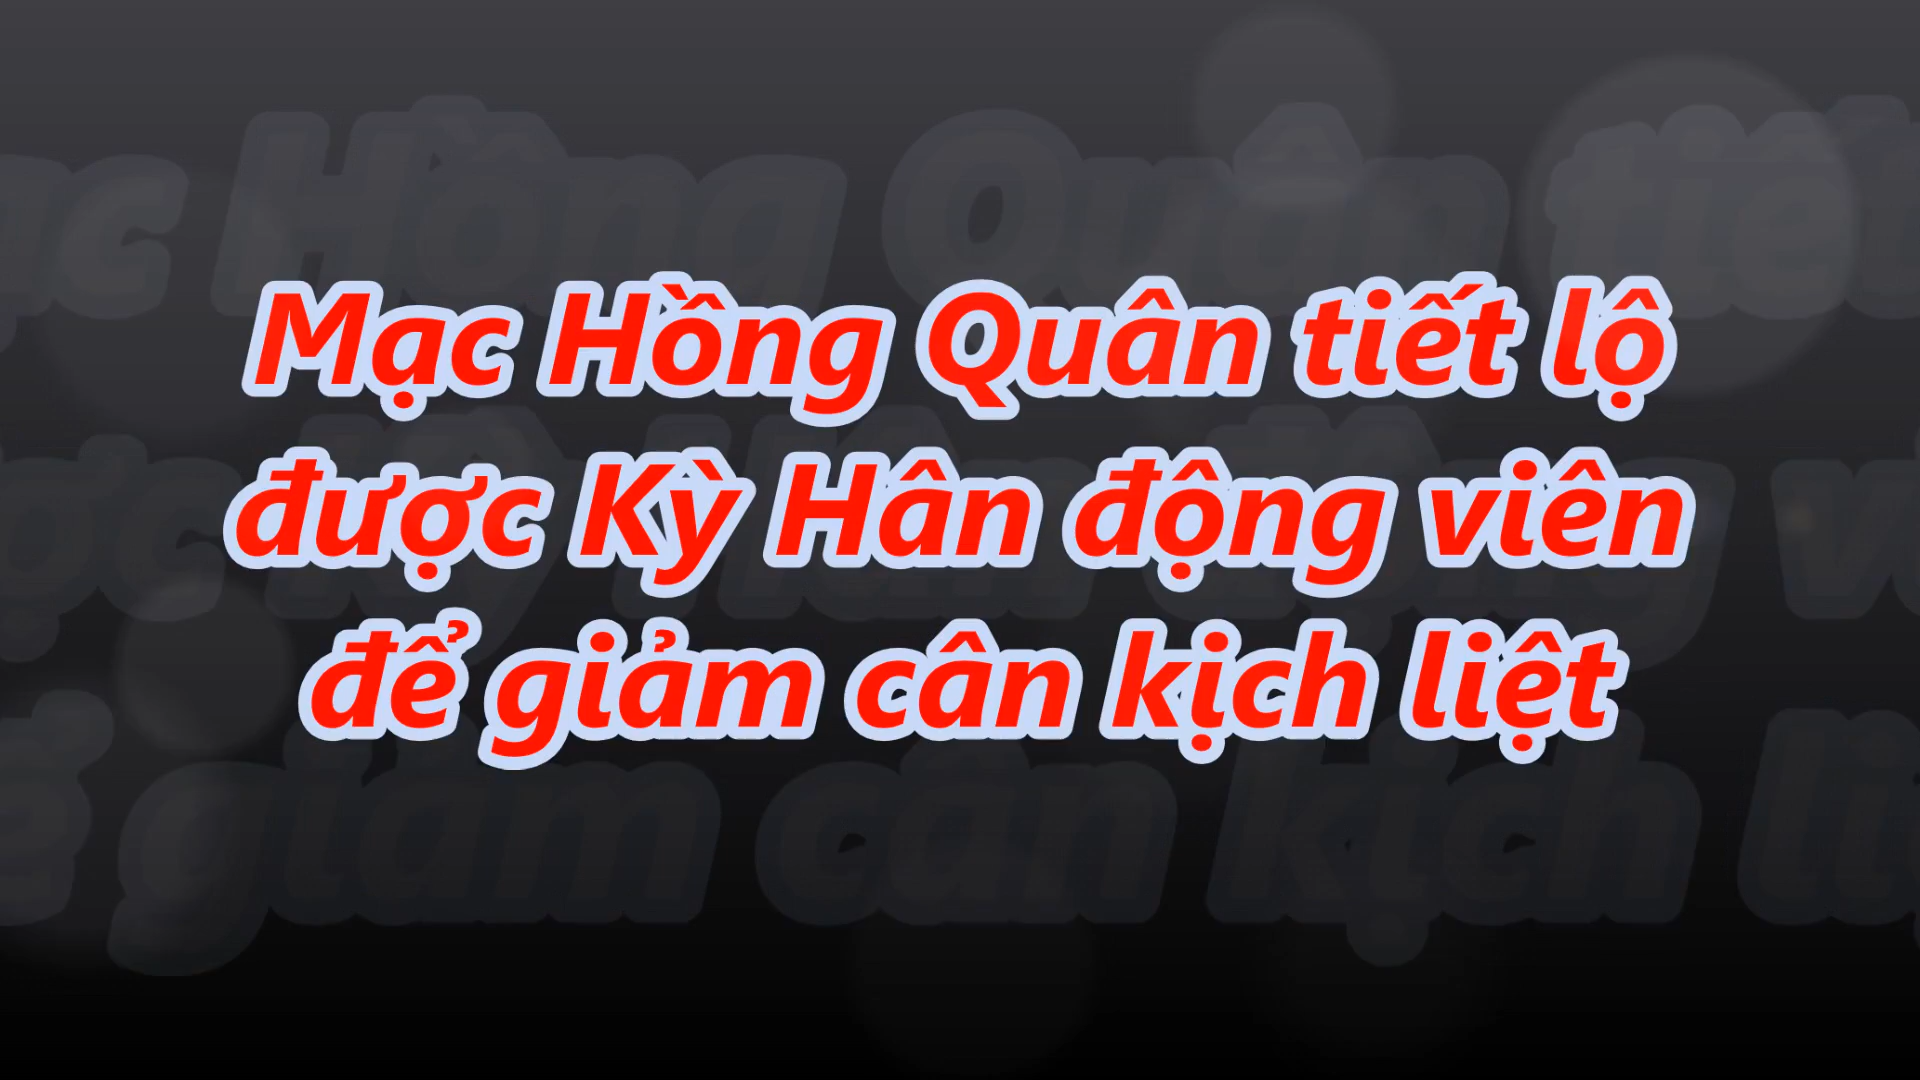 Mạc Hồng Quân tiết lộ
được Kỳ Hân động viên
để giảm cân kịch liệt